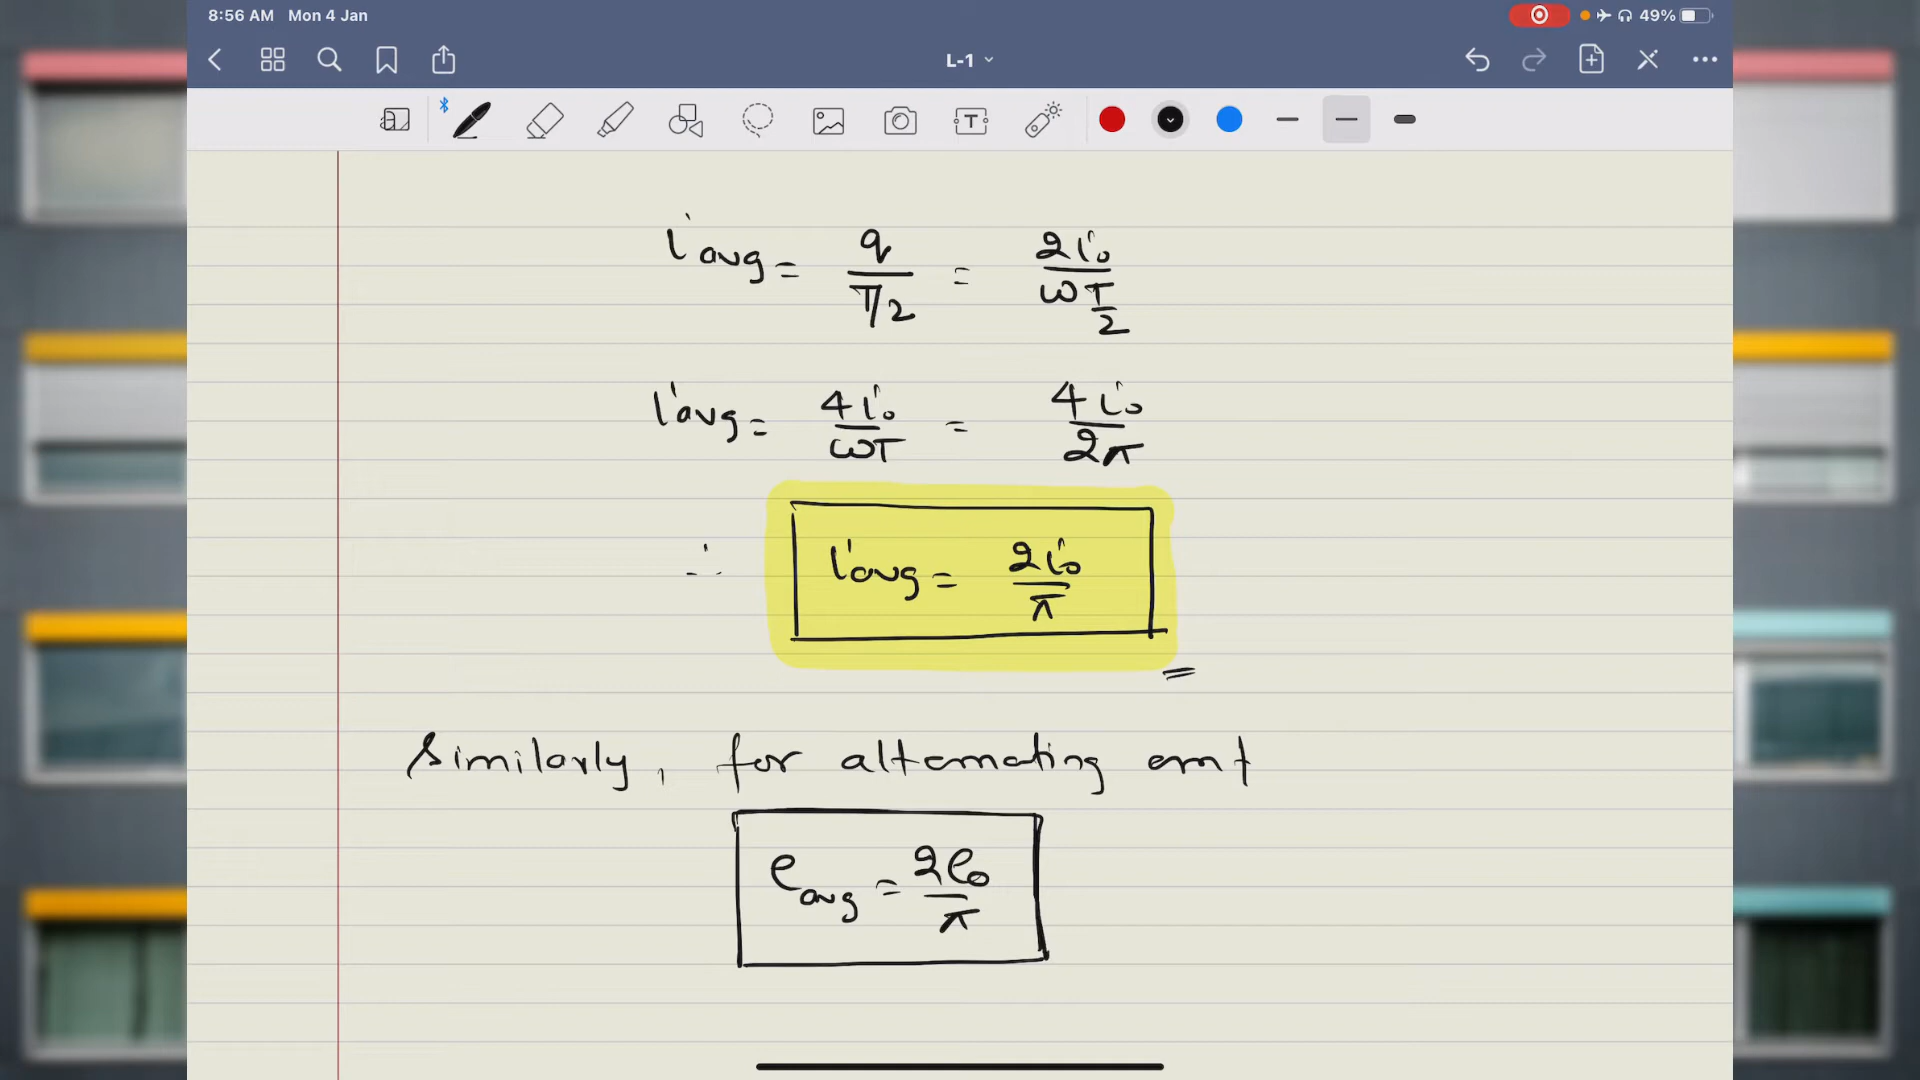 8:56 AM Mon 4 Jan
49%
L-1
T
i avg = q / T/2 = 2i₀ / ω T/2
i avg = 4i₀ / ωT = 4i₀ / 2π
∴ i avg = 2i₀ / π
Similarly, for alternating emf
e avg = 2e₀ / π